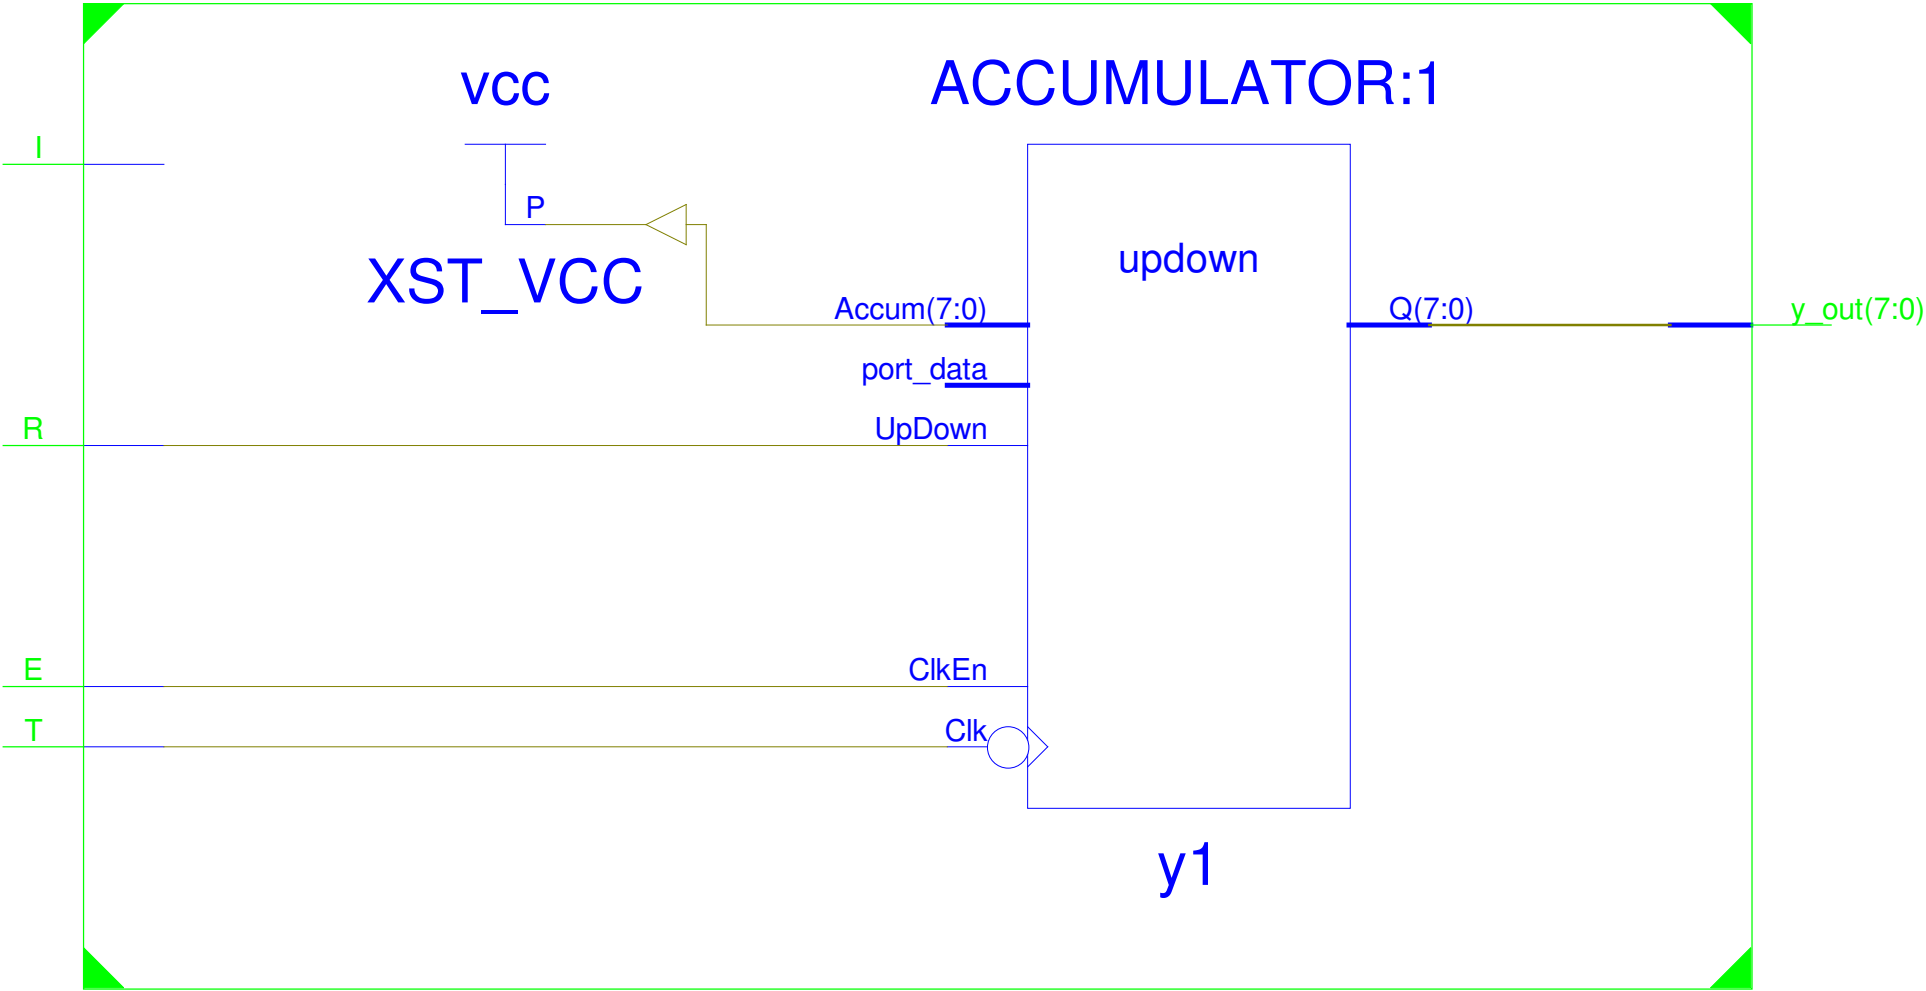 vcc
ACCUMULATOR:1
I
P
updown
XST_VCC
Accum(7:0)
Q(7:0)
y_out(7:0)
port_data
R
UpDown
E
ClkEn
T
Clk
y1